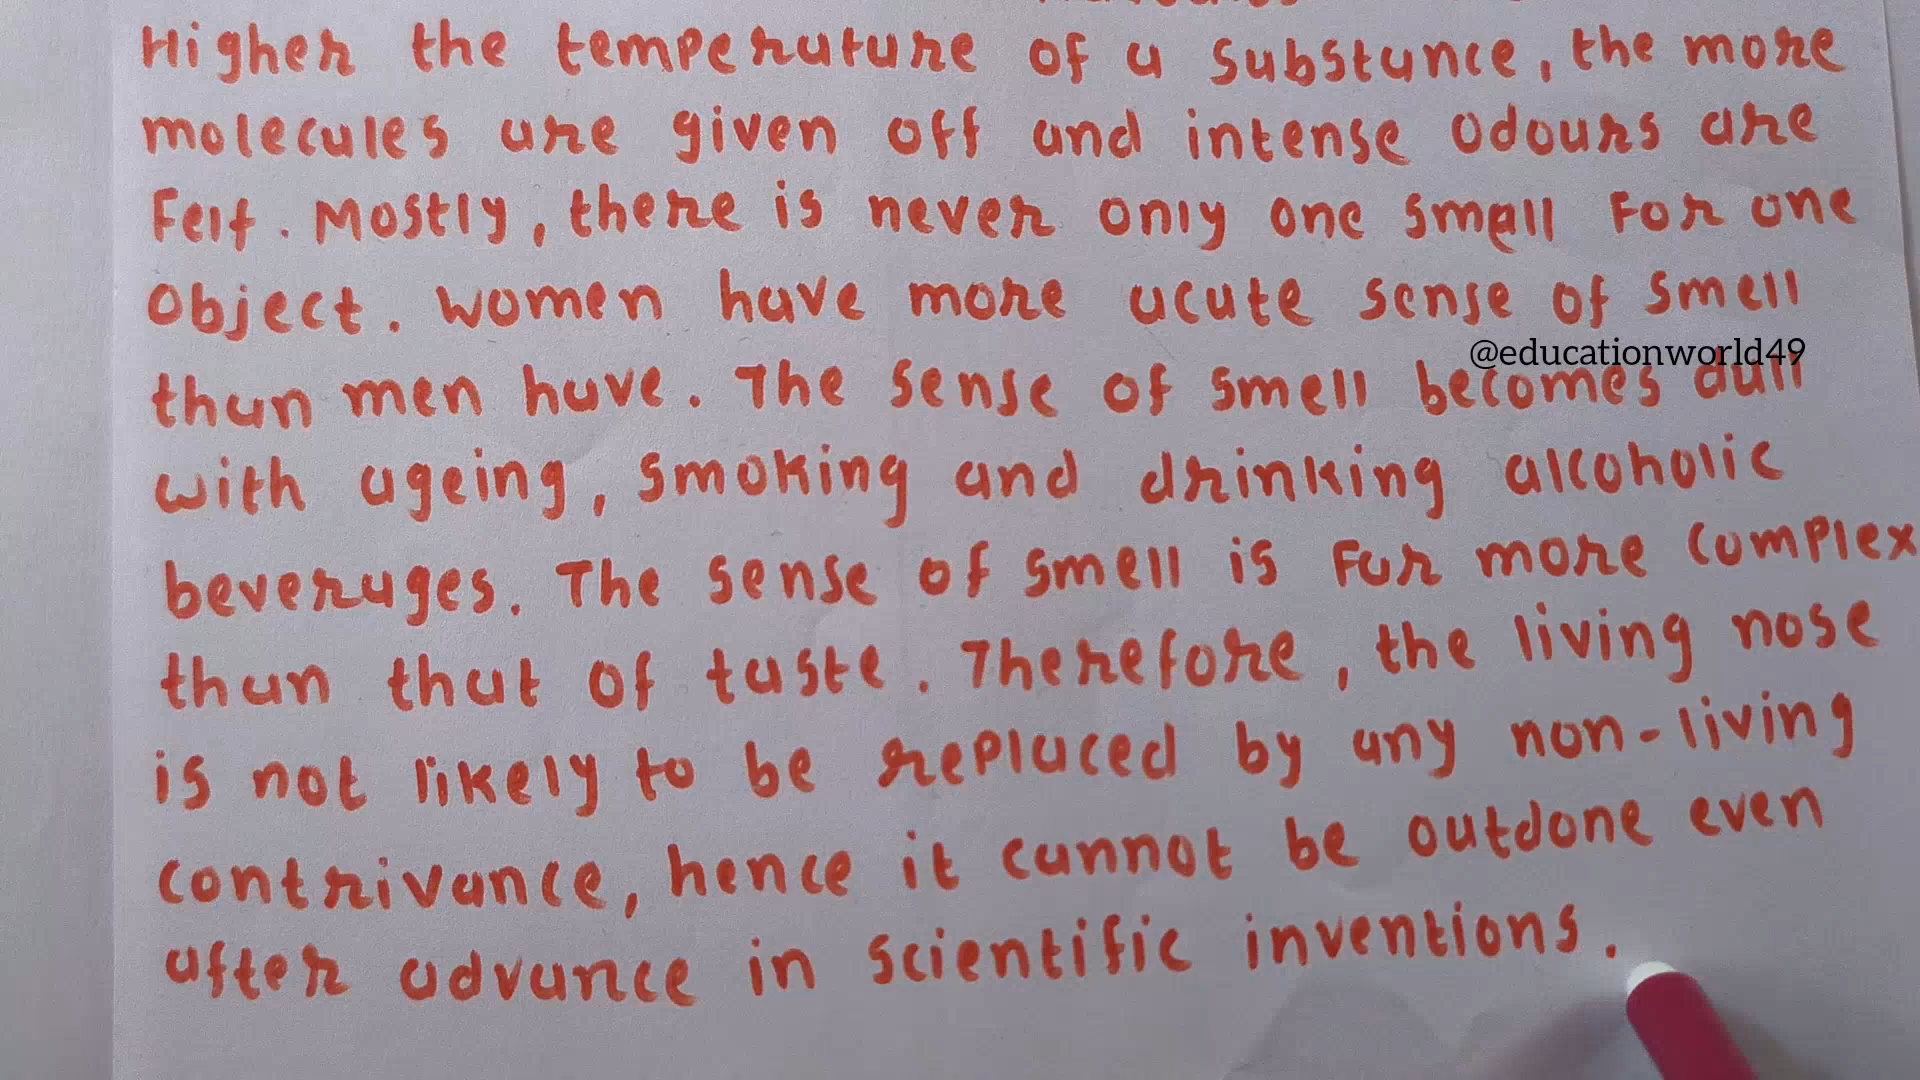 Higher the temperature of a substance, the more
molecules are given off and intense odours are
felt. Mostly, there is never only one smell for one
object. women have more acute sense of smell
@educationworld49
than men have. The sense of smell becomes dull
with ageing, smoking and drinking alcoholic
beverages. The sense of smell is far more complex
than that of taste. Therefore, the living nose
is not likely to be replaced by any non-living
contrivance, hence it cannot be outdone even
after advance in scientific inventions.